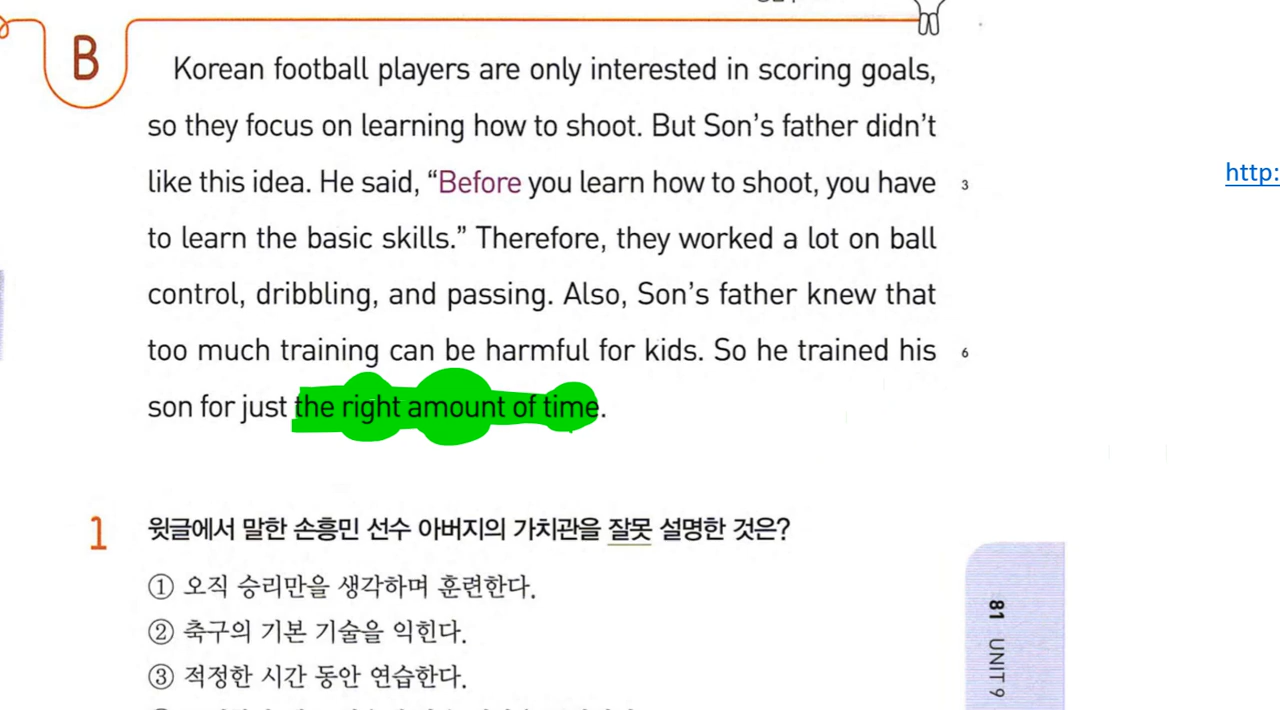 B
Korean football players are only interested in scoring goals,
so they focus on learning how to shoot. But Son's father didn't
like this idea. He said, “Before you learn how to shoot, you have
3
http:
to learn the basic skills.” Therefore, they worked a lot on ball
control, dribbling, and passing. Also, Son's father knew that
too much training can be harmful for kids. So he trained his
6
son for just the right amount of time.
1
윗글에서 말한 손흥민 선수 아버지의 가치관을 잘못 설명한 것은?
① 오직 승리만을 생각하며 훈련한다.
② 축구의 기본 기술을 익힌다.
③ 적정한 시간 동안 연습한다.
81 UNIT 9